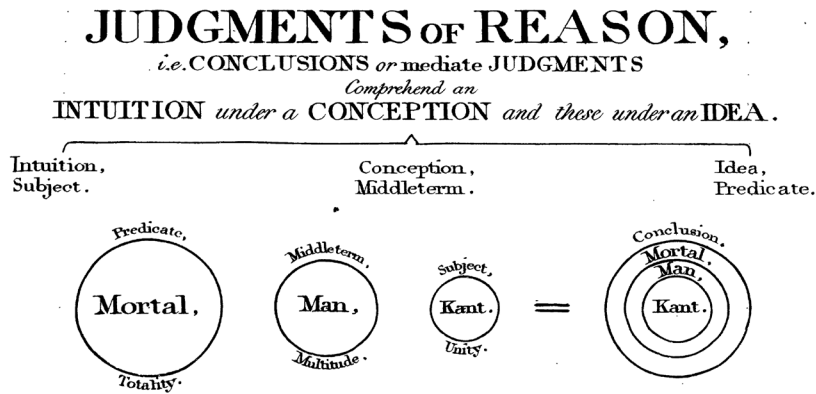 JUDGMENTS OF REASON,
i.e. CONCLUSIONS or mediate JUDGMENTS
Comprehend an
INTUITION under a CONCEPTION and these under an IDEA.
Intuition,
Subject.
Conception,
Middleterm.
Idea,
Predicate.
Predicate,
Mortal,
Totality.
Middleterm,
Man,
Multitude.
Subject,
Kant.
Unity.
=
Conclusion.
Mortal,
Man,
Kant.